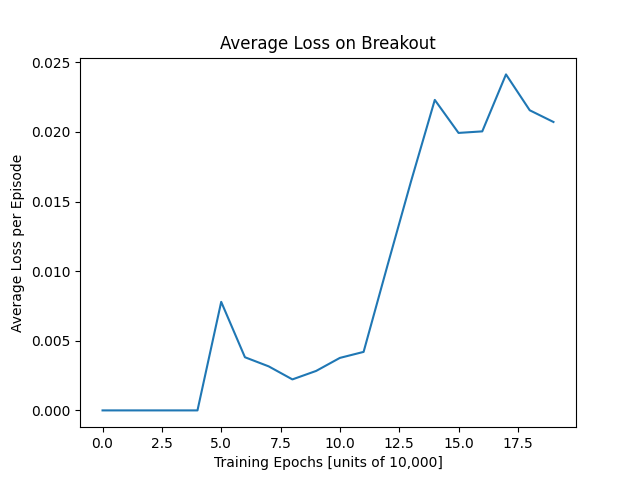 Average Loss on Breakout
0.025
0.020
0.015
0.010
0.005
0.000
Average Loss per Episode
0.0 2.5 5.0 7.5 10.0 12.5 15.0 17.5
Training Epochs [units of 10,000]